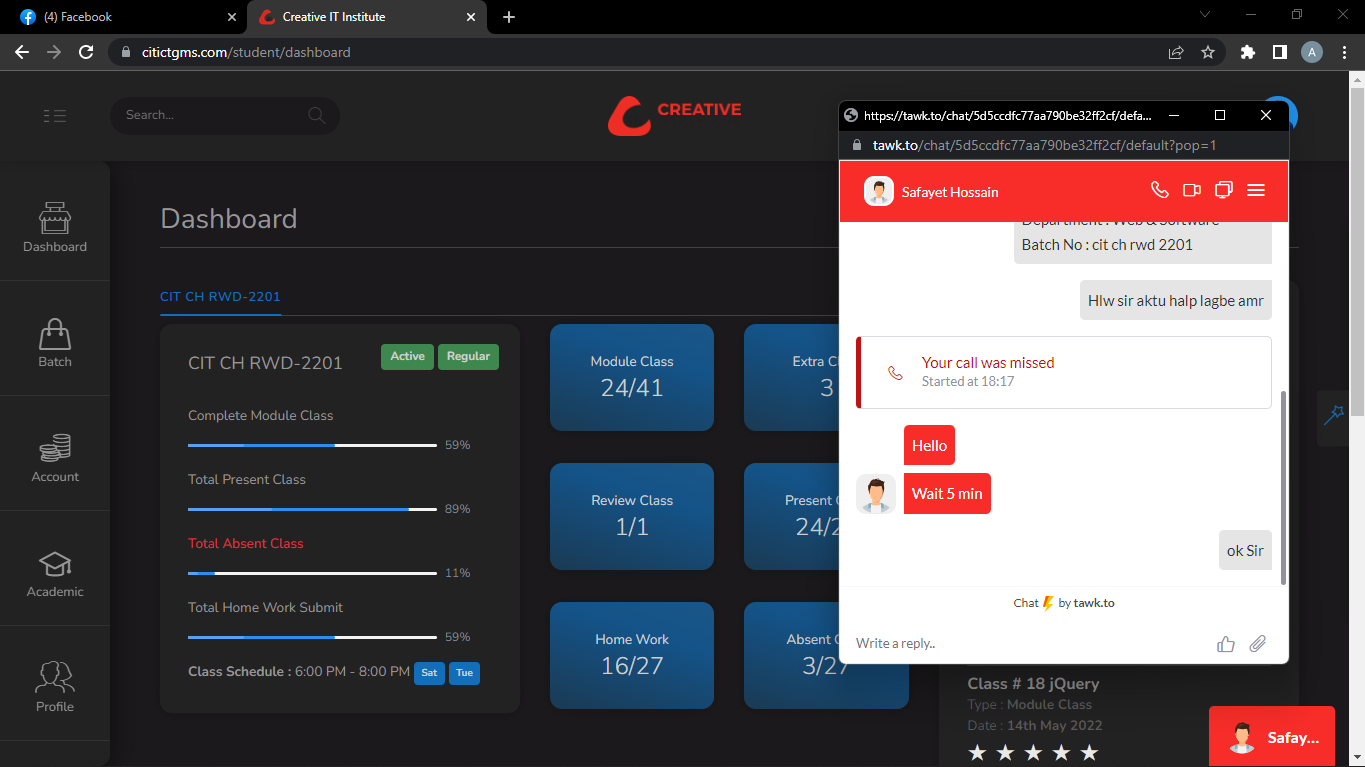 (4) Facebook
Creative IT Institute
citictgms.com/student/dashboard
A
Search...
CREATIVE
Dashboard
Batch
Account
Academic
Profile
Dashboard
CIT CH RWD-2201
CIT CH RWD-2201
Active
Regular
Complete Module Class
59%
Total Present Class
89%
Total Absent Class
11%
Total Home Work Submit
59%
Class Schedule : 6:00 PM - 8:00 PM Sat Tue
Module Class
24/41
Extra
3
Review Class
1/1
Present
24/
Home Work
16/27
Absent
3/27
https://tawk.to/chat/5d5ccdfc77aa790be32ff2cf/defa...
tawk.to/chat/5d5ccdfc77aa790be32ff2cf/default?pop=1
Safayet Hossain
Department : Web & Software
Batch No : cit ch rwd 2201
Hlw sir aktu halp lagbe amr
Your call was missed
Started at 18:17
Hello
Wait 5 min
ok Sir
Chat by tawk.to
Write a reply..
Class # 18 jQuery
Type : Module Class
Date : 14th May 2022
Safay...